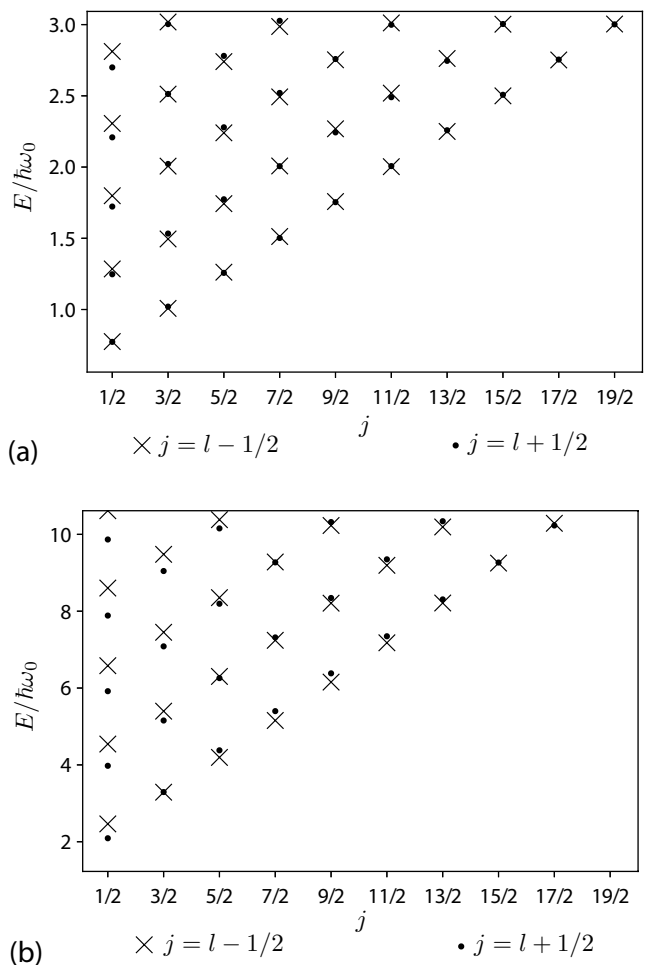 3.0
2.5
2.0
1.5
1.0
E/ħω₀
1/2 3/2 5/2 7/2 9/2 11/2 13/2 15/2 17/2 19/2
j
(a)
× j = l − 1/2 • j = l + 1/2
10
8
6
4
2
E/ħω₀
1/2 3/2 5/2 7/2 9/2 11/2 13/2 15/2 17/2 19/2
j
(b)
× j = l − 1/2 • j = l + 1/2